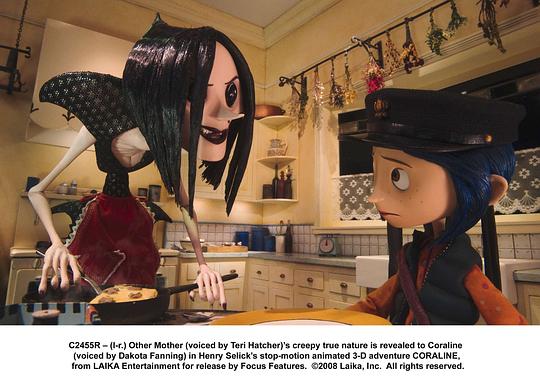 C2455R – (l-r.) Other Mother (voiced by Teri Hatcher)'s creepy true nature is revealed to Coraline
(voiced by Dakota Fanning) in Henry Selick's stop-motion animated 3-D adventure CORALINE,
from LAIKA Entertainment for release by Focus Features. ©2008 Laika, Inc. All rights reserved.